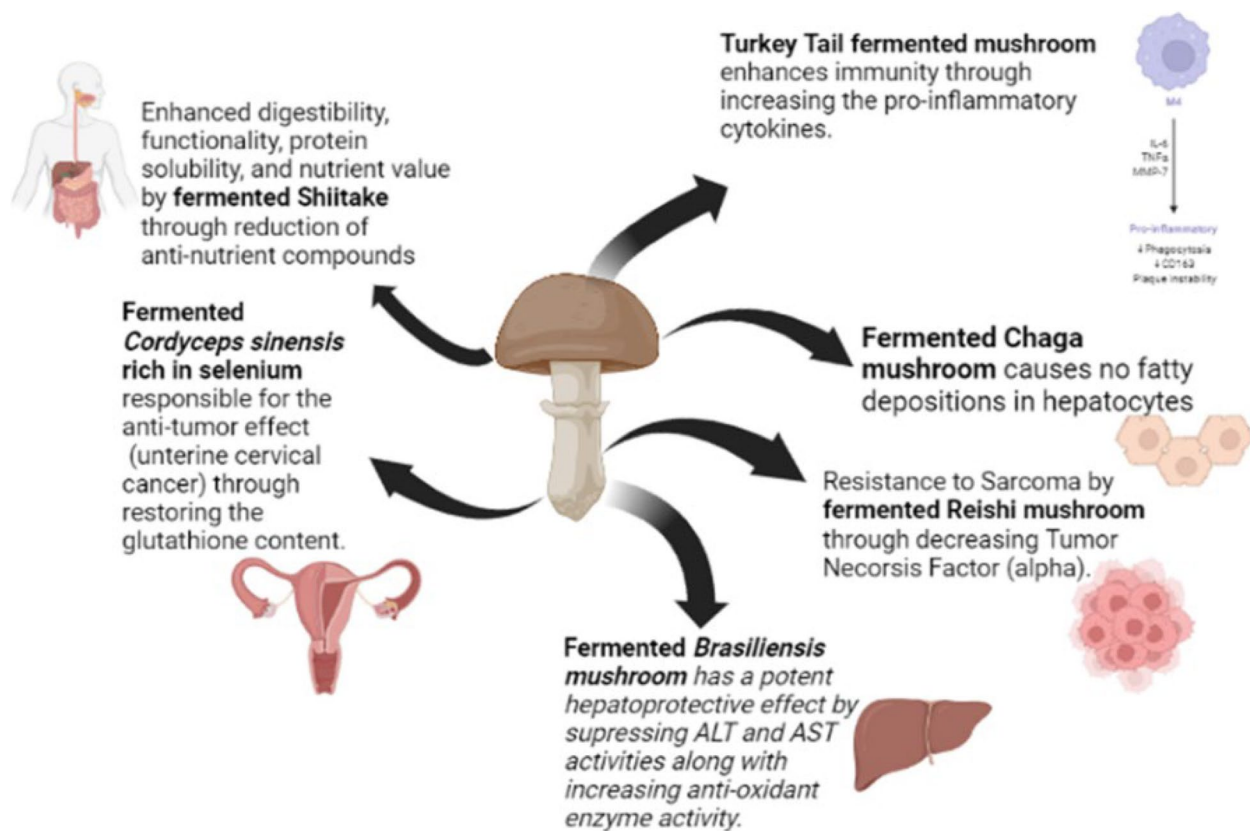 Enhanced digestibility,
functionality, protein
solubility, and nutrient value
by fermented Shiitake
through reduction of
anti-nutrient compounds
Turkey Tail fermented mushroom
enhances immunity through
increasing the pro-inflammatory
cytokines.
M4
IL-6
TNFα
MMP-7
Pro-inflammatory
↓Phagocytosis
↓CD163
Plaque instability
Fermented
Cordyceps sinensis
rich in selenium
responsible for the
anti-tumor effect
(unterine cervical
cancer) through
restoring the
glutathione content.
Fermented Chaga
mushroom causes no fatty
depositions in hepatocytes
Resistance to Sarcoma by
fermented Reishi mushroom
through decreasing Tumor
Necorsis Factor (alpha).
Fermented Brasiliensis
mushroom has a potent
hepatoprotective effect by
supressing ALT and AST
activities along with
increasing anti-oxidant
enzyme activity.